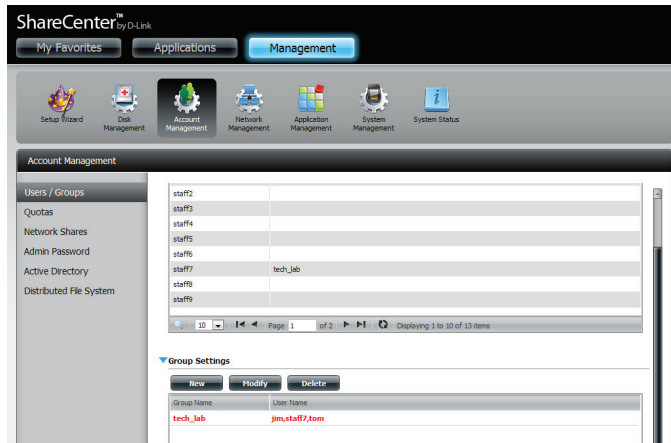 ShareCenter™ by D-Link
My Favorites Applications Management
Setup Wizard
Disk Management
Account Management
Network Management
Application Management
System Management
System Status
Account Management
Users / Groups
Quotas
Network Shares
Admin Password
Active Directory
Distributed File System
staff2
staff3
staff4
staff5
staff6
staff7 tech_lab
staff8
staff9
10 Page 1 of 2 Displaying 1 to 10 of 13 items
Group Settings
New Modify Delete
Group Name User Name
tech_lab jim,staff7,tom